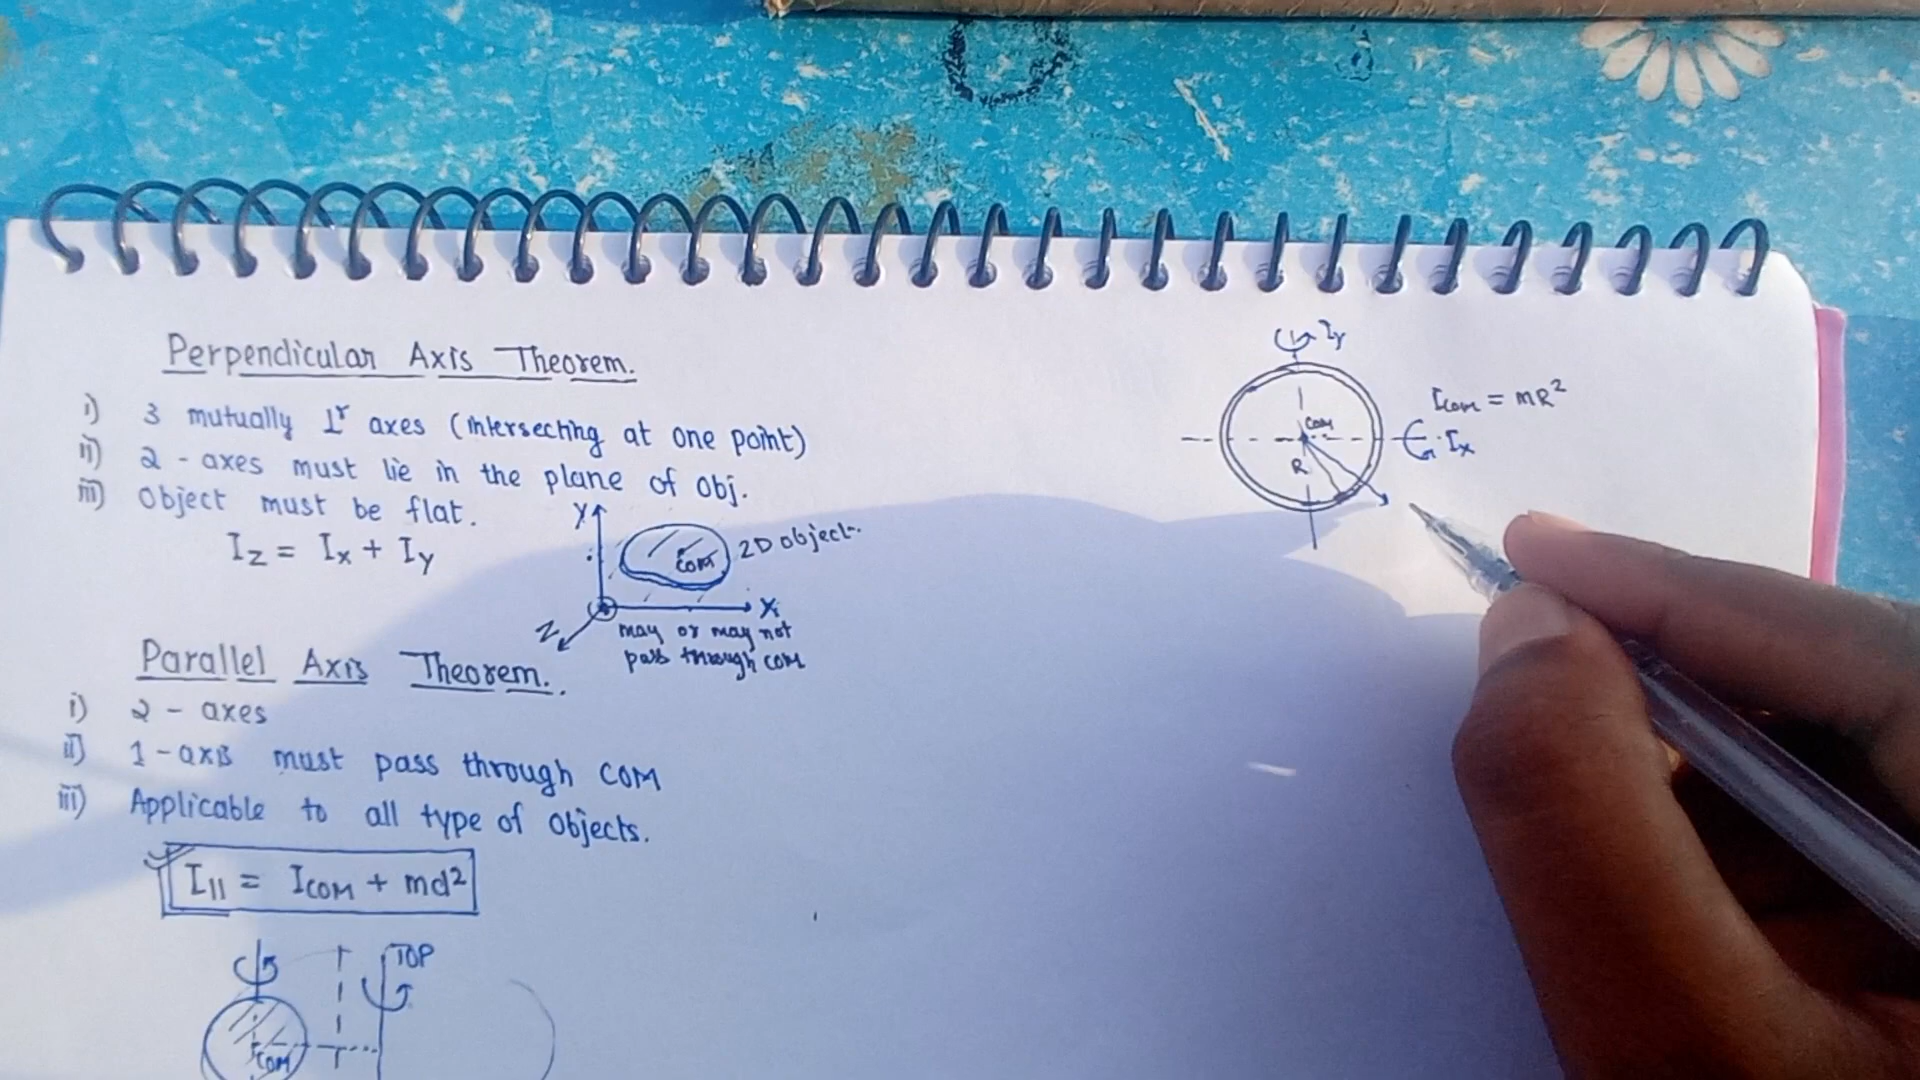 Perpendicular Axis Theorem.
i) 3 mutually ⊥r axes (intersecting at one point)
ii) 2 - axes must lie in the plane of obj.
iii) Object must be flat.
Iz = Ix + Iy
Y
COM
2D object
X
Z
may or may not
pass through COM
Parallel Axis Theorem.
i) 2 - axes
ii) 1 - axis must pass through COM
iii) Applicable to all type of Objects.
I|| = ICOM + md²
TOP
COM
Iy
ICOM = mR²
COM
Ix
R